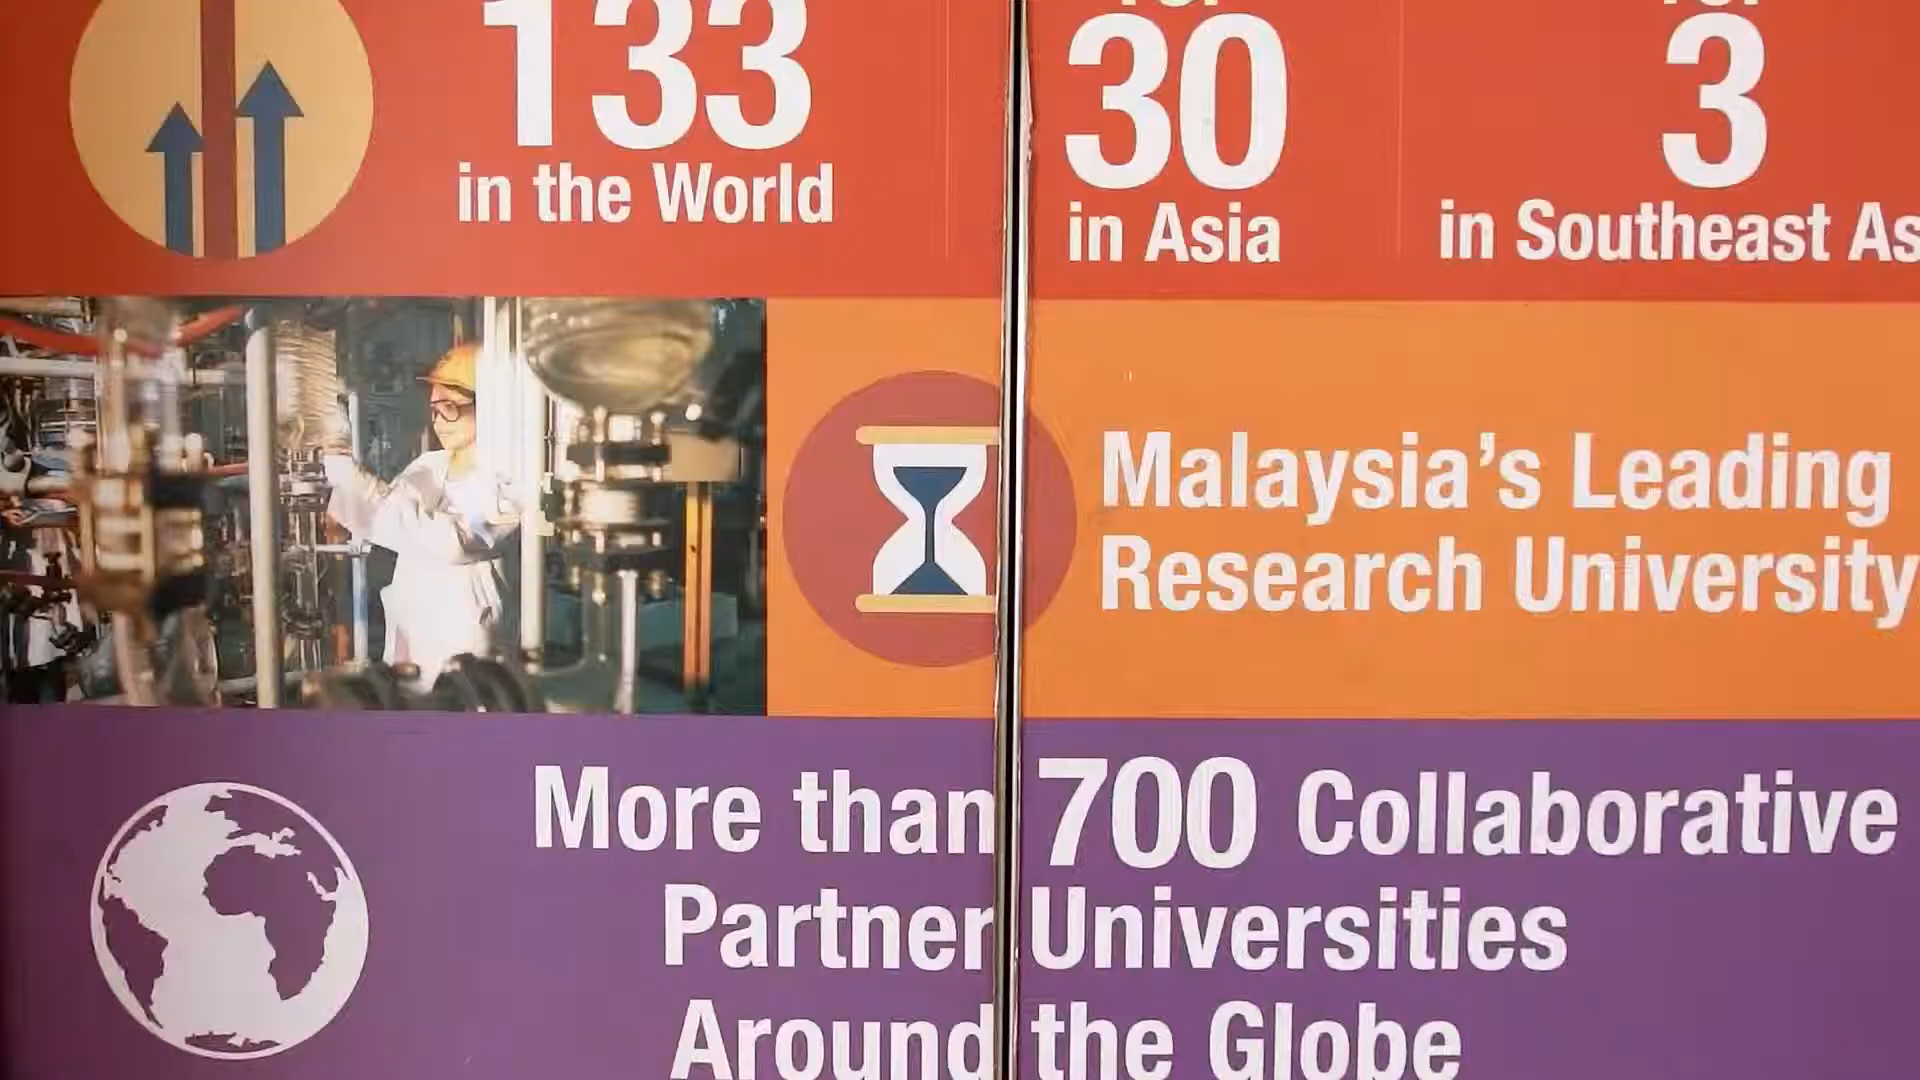 133
in the World
30
in Asia
3
in Southeast
Malaysia's Leading
Research University
More than 700 Collaborative
Partner Universities
Around the Globe